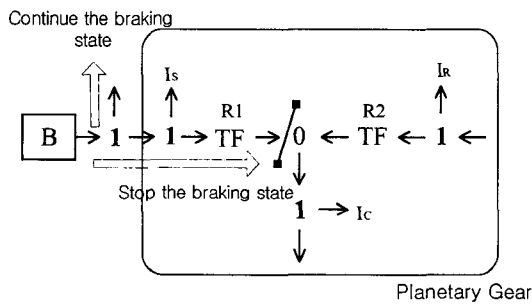 Continue the braking
state
Is
IR
R1
R2
B 1 1 TF 0 TF 1
Stop the braking state
1 Ic
Planetary Gear